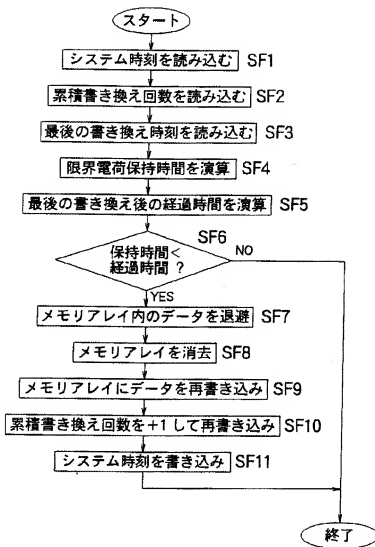 スタート
システム時刻を読み込む SF1
累積書き換え回数を読み込む SF2
最後の書き換え時刻を読み込む SF3
限界電荷保持時間を演算 SF4
最後の書き換え後の経過時間を演算 SF5
SF6
保持時間<
経過時間 ?
NO
YES
メモリアレイ内のデータを退避 SF7
メモリアレイを消去 SF8
メモリアレイにデータを再書き込み SF9
累積書き換え回数を+1して再書き込み SF10
システム時刻を書き込み SF11
終了